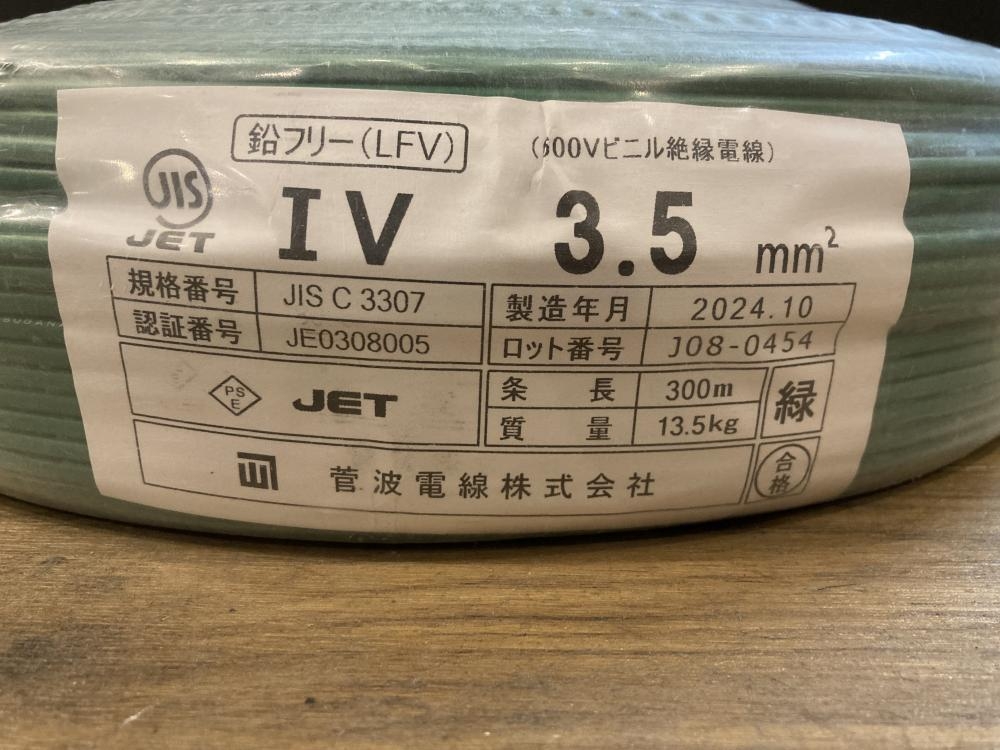 鉛フリー(LFV)
(600Vビニル絶縁電線)
JIS
JET
IV 3.5 mm²
規格番号 JIS C 3307
認証番号 JE0308005
製造年月 2024.10
ロット番号 J08-0454
PS
E
JET
条長 300m
質量 13.5kg
緑
菅波電線株式会社
合格